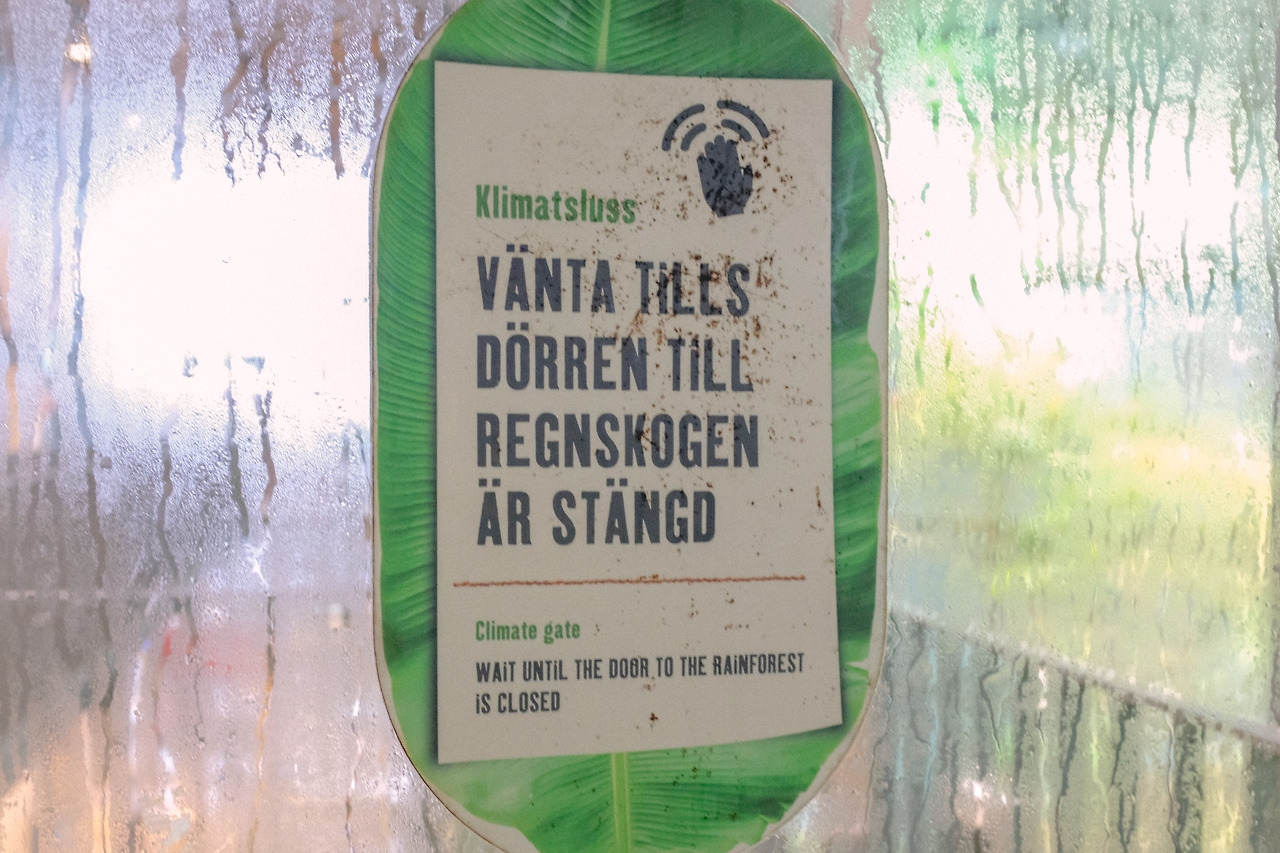 Klimatsluss
VÄNTA TiLLS
DÖRREN TiLL
REGNSKOGEN
ÄR STÄNGD
Climate gate
WAiT UNTiL THE DOOR TO THE RAiNFOREST
iS CLOSED